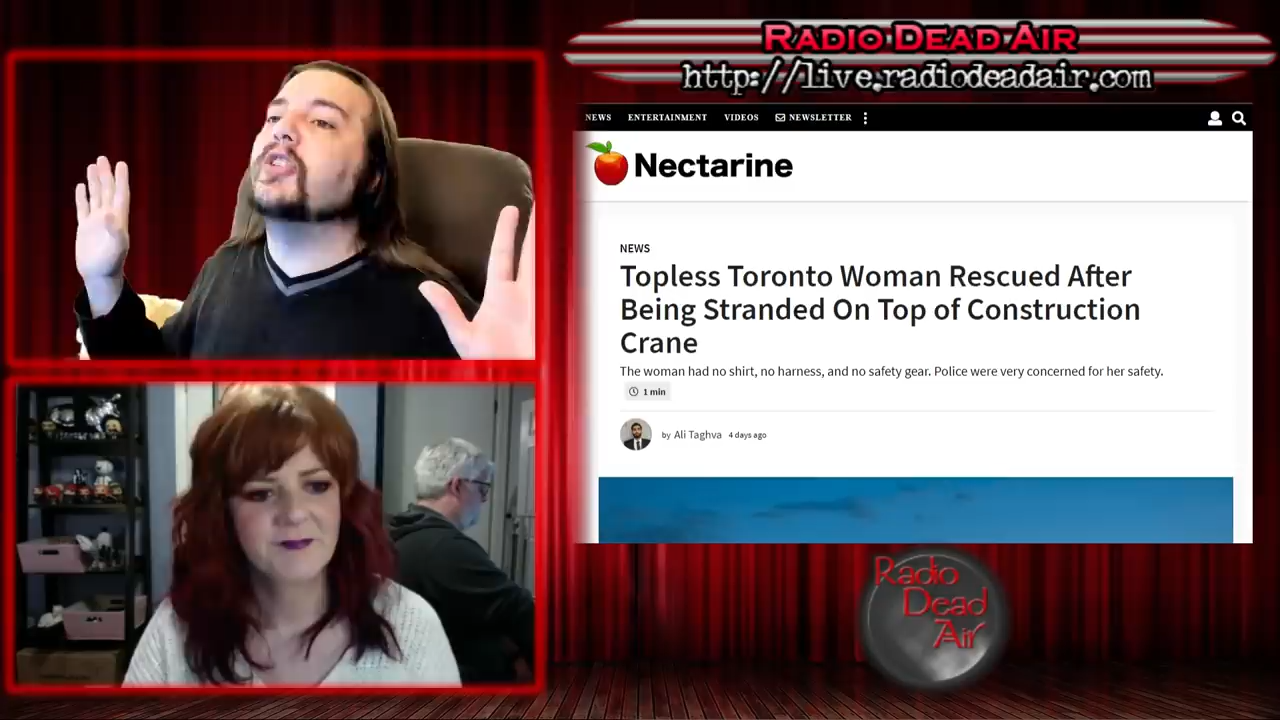 Radio Dead Air
http://live.radiodeadair.com
NEWS ENTERTAINMENT VIDEOS NEWSLETTER
Nectarine
NEWS
Topless Toronto Woman Rescued After
Being Stranded On Top of Construction
Crane
The woman had no shirt, no harness, and no safety gear. Police were very concerned for her safety.
1 min
by Ali Taghva 4 days ago
Radio
Dead
Air